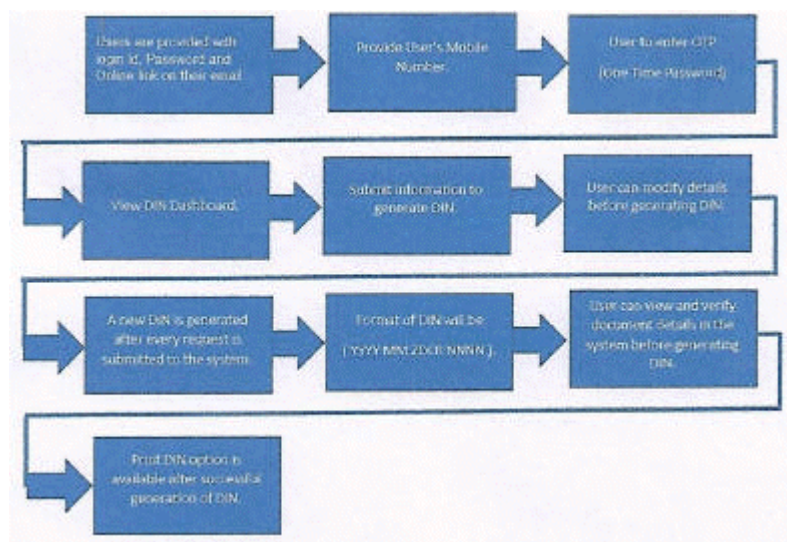 Users are provided with
login Id, Password and
Online link on their email.
Provide User's Mobile
Number.
User to enter OTP
(One Time Password)
View DIN Dashboard.
Submit information to
generate DIN.
User can modify details
before generating DIN.
A new DIN is generated
after every request is
submitted to the system.
Format of DIN will be
User can view and verify
document details in the
system before generating
DIN.
Print DIN option is
available after successful
generation of DIN.